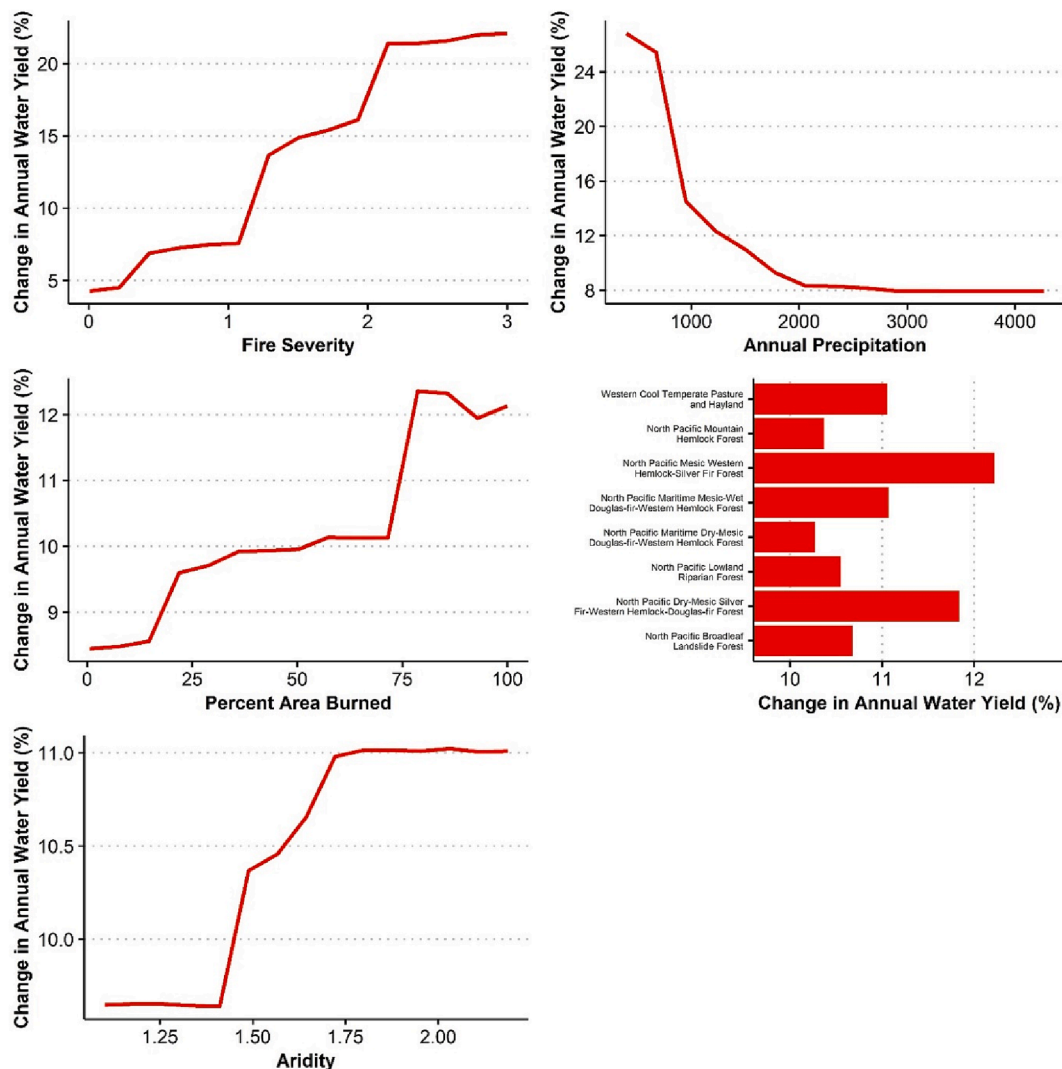 Change in Annual Water Yield (%)
20
15
10
5
0
1
2
3
Fire Severity
Change in Annual Water Yield (%)
24
20
16
12
8
1000
2000
3000
4000
Annual Precipitation
Change in Annual Water Yield (%)
12
11
10
9
0
25
50
75
100
Percent Area Burned
Western Cool Temperate Pasture
and Hayland
North Pacific Mountain
Hemlock Forest
North Pacific Mesic Western
Hemlock-Silver Fir Forest
North Pacific Maritime Mesic-Wet
Douglas-fir-Western Hemlock Forest
North Pacific Maritime Dry-Mesic
Douglas-fir-Western Hemlock Forest
North Pacific Lowland
Riparian Forest
North Pacific Dry-Mesic Silver
Fir-Western Hemlock-Douglas-fir Forest
North Pacific Broadleaf
Landslide Forest
10
11
12
Change in Annual Water Yield (%)
Change in Annual Water Yield (%)
11.0
10.5
10.0
1.25
1.50
1.75
2.00
Aridity